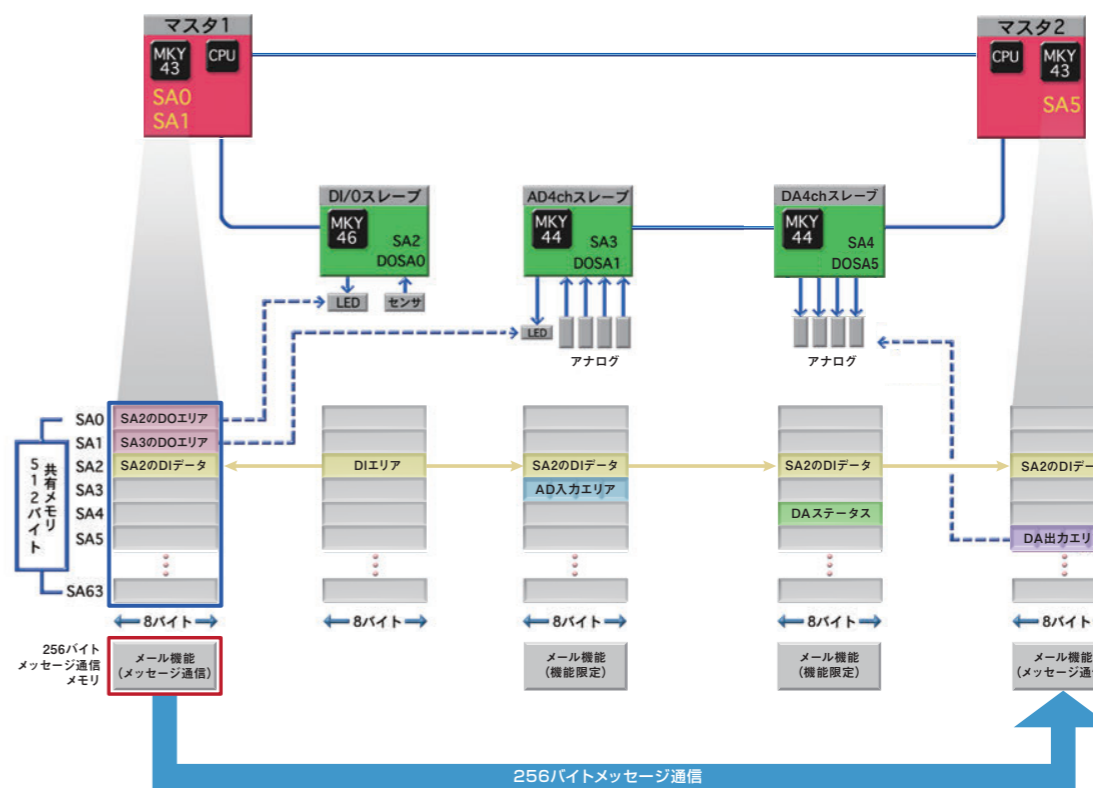 マスタ1
MKY
43
CPU
SA0
SA1
マスタ2
CPU
MKY
43
SA5
DI/Oスレーブ
MKY
46
SA2
DOSA0
LED
センサ
AD4chスレーブ
MKY
44
SA3
DOSA1
LED
アナログ
DA4chスレーブ
MKY
44
SA4
DOSA5
アナログ
共有メモリ
512バイト
SA0
SA1
SA2
SA3
SA4
SA5
SA63
SA2のDOエリア
SA3のDOエリア
SA2のDIデータ
DIエリア
SA2のDIデータ
AD入力エリア
SA2のDIデータ
DAステータス
SA2のDIデー
DA出力エリ
8バイト
8バイト
8バイト
8バイト
8バイト
256バイト
メッセージ通信
メモリ
メール機能
(メッセージ通信)
メール機能
(機能限定)
メール機能
(機能限定)
メール機能
(メッセージ通
256バイトメッセージ通信